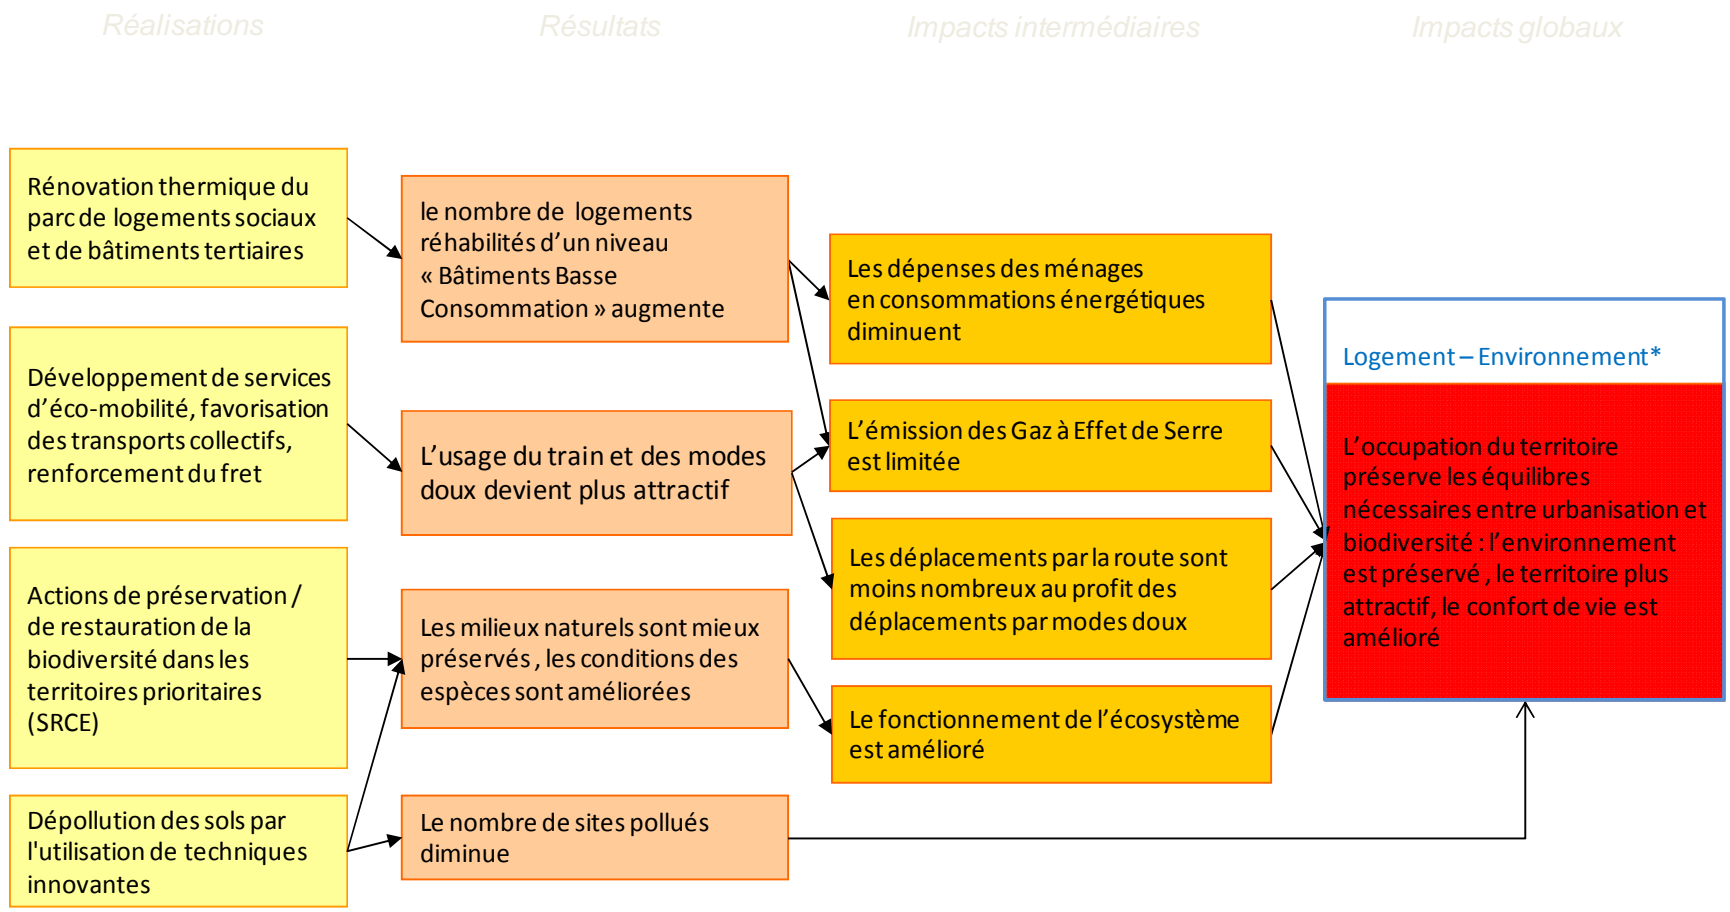 Réalisations
Résultats
Impacts intermédiaires
Impacts globaux
Rénovation thermique du
parc de logements sociaux
et de bâtiments tertiaires
Développement de services
d’éco-mobilité, favorisation
des transports collectifs,
renforcement du fret
Actions de préservation /
de restauration de la
biodiversité dans les
territoires prioritaires
(SRCE)
Dépollution des sols par
l'utilisation de techniques
innovantes
le nombre de logements
réhabilités d’un niveau
« Bâtiments Basse
Consommation » augmente
L’usage du train et des modes
doux devient plus attractif
Les milieux naturels sont mieux
préservés , les conditions des
espèces sont améliorées
Le nombre de sites pollués
diminue
Les dépenses des ménages
en consommations énergétiques
diminuent
L’émission des Gaz à Effet de Serre
est limitée
Les déplacements par la route sont
moins nombreux au profit des
déplacements par modes doux
Le fonctionnement de l’écosystème
est amélioré
Logement – Environnement*
L’occupation du territoire
préserve les équilibres
nécessaires entre urbanisation et
biodiversité : l’environnement
est préservé , le territoire plus
attractif, le confort de vie est
amélioré